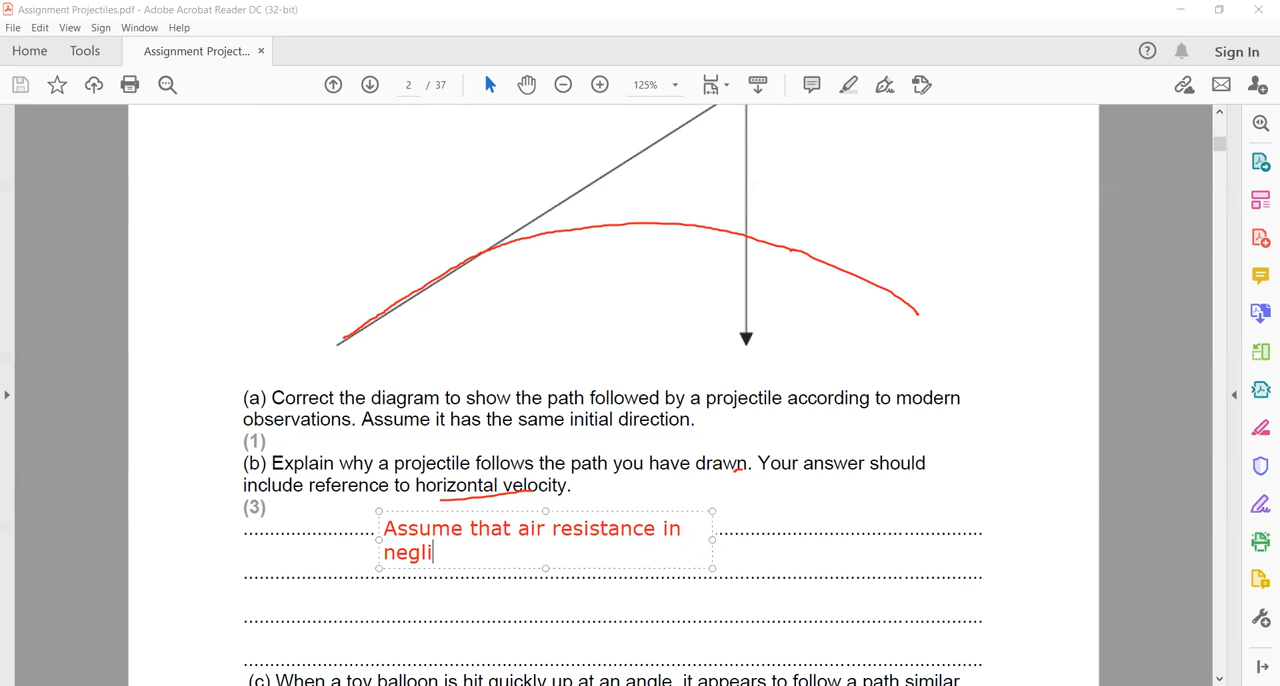 Assignment Projectiles.pdf - Adobe Acrobat Reader DC (32-bit)
File Edit View Sign Window Help
Home Tools Assignment Project... × Sign In
2 / 37 125%
(a) Correct the diagram to show the path followed by a projectile according to modern
observations. Assume it has the same initial direction.
(1)
(b) Explain why a projectile follows the path you have drawn. Your answer should
include reference to horizontal velocity.
(3)
Assume that air resistance in
negli
(c) When a toy balloon is hit quickly up at an angle, it appears to follow a path similar